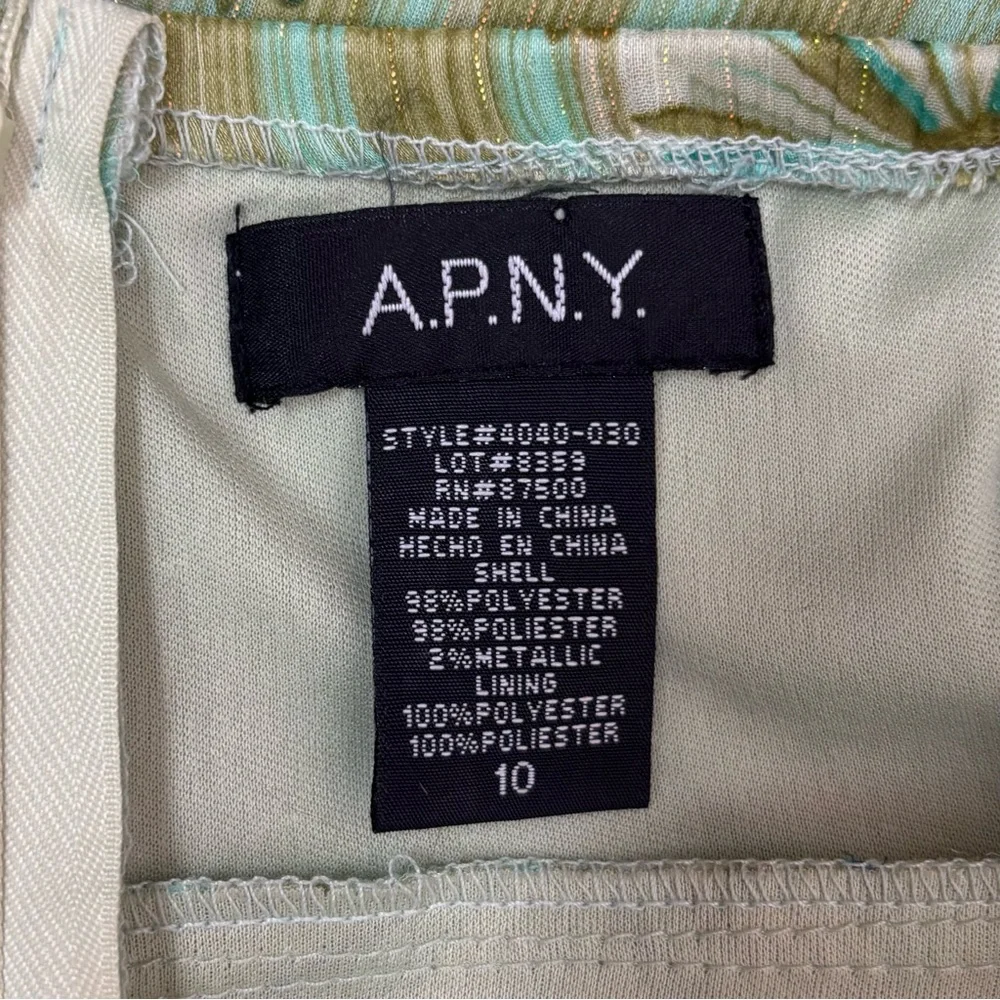 A.P.N.Y.
STYLE#4040-030
LOT#8359
RN#87500
MADE IN CHINA
HECHO EN CHINA
SHELL
98%POLYESTER
98%POLIESTER
2%METALLIC
LINING
100%POLYESTER
100%POLIESTER
10